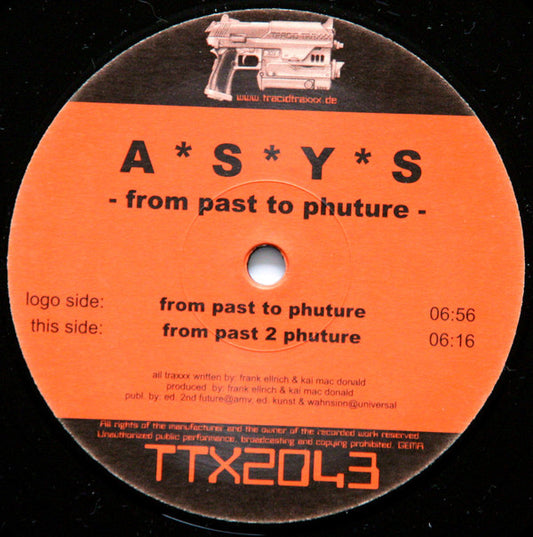 TRACID TRAXXX
www.tracidtraxxx.de
A * S * Y * S
- from past to phuture -
logo side: from past to phuture 06:56
this side: from past 2 phuture 06:16
all traxxx written by: frank ellrich & kai mac donald
produced by: frank ellrich & kai mac donald
publ. by: ed. 2nd future@amv, ed. kunst & wahnsinn@universal
All rights of the manufacturer and the owner of the recorded work reserved.
Unauthorized public performance, broadcasting and copying prohibited. GEMA
TTX2043